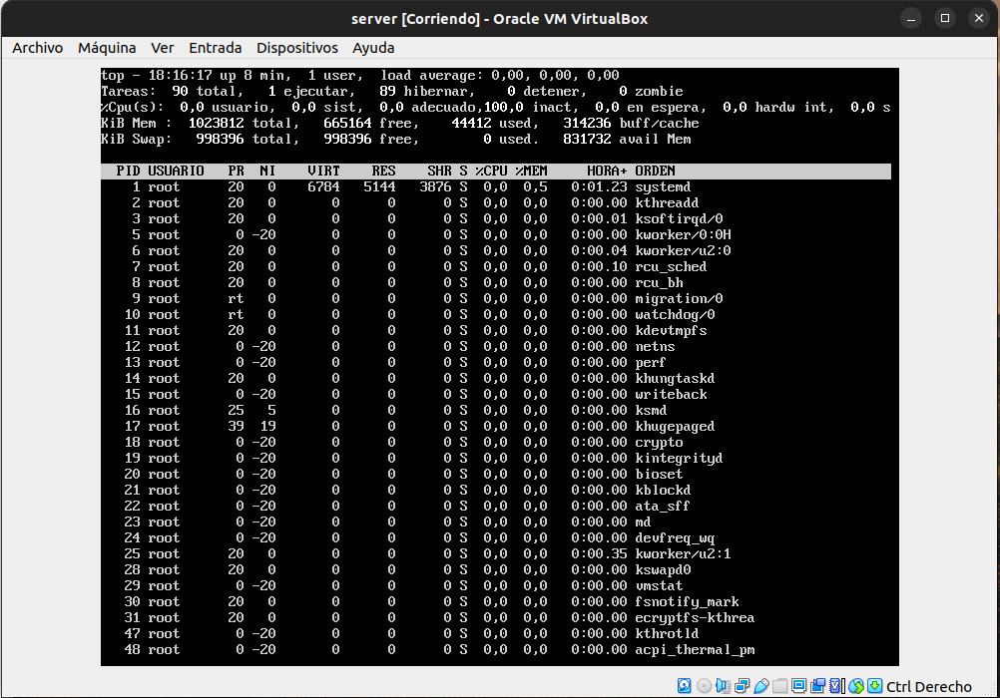 server [Corriendo] - Oracle VM VirtualBox
Archivo Máquina Ver Entrada Dispositivos Ayuda
top - 18:16:17 up 8 min,  1 user,  load average: 0,00, 0,00, 0,00
Tareas:  90 total,   1 ejecutar,   89 hibernar,    0 detener,    0 zombie
%Cpu(s):  0,0 usuario,  0,0 sist,  0,0 adecuado,100,0 inact,  0,0 en espera,  0,0 hardw int,  0,0 s
KiB Mem :  1023812 total,   665164 free,    44412 used,   314236 buff/cache
KiB Swap:   998396 total,   998396 free,        0 used.   831732 avail Mem
PID USUARIO   PR  NI    VIRT    RES    SHR S %CPU %MEM     HORA+ ORDEN
1 root      20   0    6784   5144   3876 S  0,0  0,5   0:01.23 systemd
2 root      20   0       0      0      0 S  0,0  0,0   0:00.00 kthreadd
3 root      20   0       0      0      0 S  0,0  0,0   0:00.01 ksoftirqd/0
5 root       0 -20       0      0      0 S  0,0  0,0   0:00.00 kworker/0:0H
6 root      20   0       0      0      0 S  0,0  0,0   0:00.04 kworker/u2:0
7 root      20   0       0      0      0 S  0,0  0,0   0:00.10 rcu_sched
8 root      20   0       0      0      0 S  0,0  0,0   0:00.00 rcu_bh
9 root      rt   0       0      0      0 S  0,0  0,0   0:00.00 migration/0
10 root      rt   0       0      0      0 S  0,0  0,0   0:00.00 watchdog/0
11 root      20   0       0      0      0 S  0,0  0,0   0:00.00 kdevtmpfs
12 root       0 -20       0      0      0 S  0,0  0,0   0:00.00 netns
13 root       0 -20       0      0      0 S  0,0  0,0   0:00.00 perf
14 root      20   0       0      0      0 S  0,0  0,0   0:00.00 khungtaskd
15 root       0 -20       0      0      0 S  0,0  0,0   0:00.00 writeback
16 root      25   5       0      0      0 S  0,0  0,0   0:00.00 ksmd
17 root      39  19       0      0      0 S  0,0  0,0   0:00.00 khugepaged
18 root       0 -20       0      0      0 S  0,0  0,0   0:00.00 crypto
19 root       0 -20       0      0      0 S  0,0  0,0   0:00.00 kintegrityd
20 root       0 -20       0      0      0 S  0,0  0,0   0:00.00 bioset
21 root       0 -20       0      0      0 S  0,0  0,0   0:00.00 kblockd
22 root       0 -20       0      0      0 S  0,0  0,0   0:00.00 ata_sff
23 root       0 -20       0      0      0 S  0,0  0,0   0:00.00 md
24 root       0 -20       0      0      0 S  0,0  0,0   0:00.00 devfreq_wq
25 root      20   0       0      0      0 S  0,0  0,0   0:00.35 kworker/u2:1
28 root      20   0       0      0      0 S  0,0  0,0   0:00.00 kswapd0
29 root       0 -20       0      0      0 S  0,0  0,0   0:00.00 vmstat
30 root      20   0       0      0      0 S  0,0  0,0   0:00.00 fsnotify_mark
31 root      20   0       0      0      0 S  0,0  0,0   0:00.00 ecryptfs-kthrea
47 root       0 -20       0      0      0 S  0,0  0,0   0:00.00 kthrotld
48 root       0 -20       0      0      0 S  0,0  0,0   0:00.00 acpi_thermal_pm
Ctrl Derecho